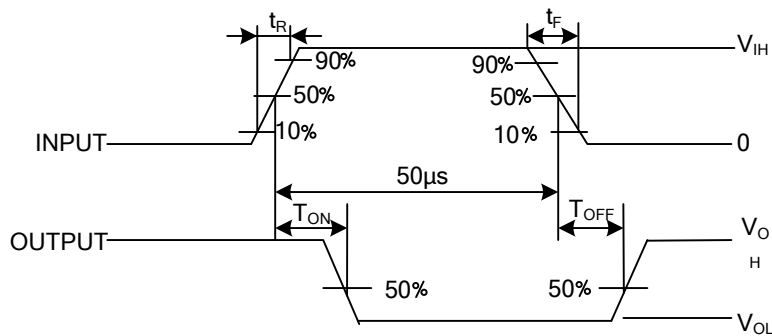 tR tF
VIH
90% 90%
50% 50%
10% 10%
INPUT 0
50µs
TON TOFF
OUTPUT VO
H
50% 50%
VOL